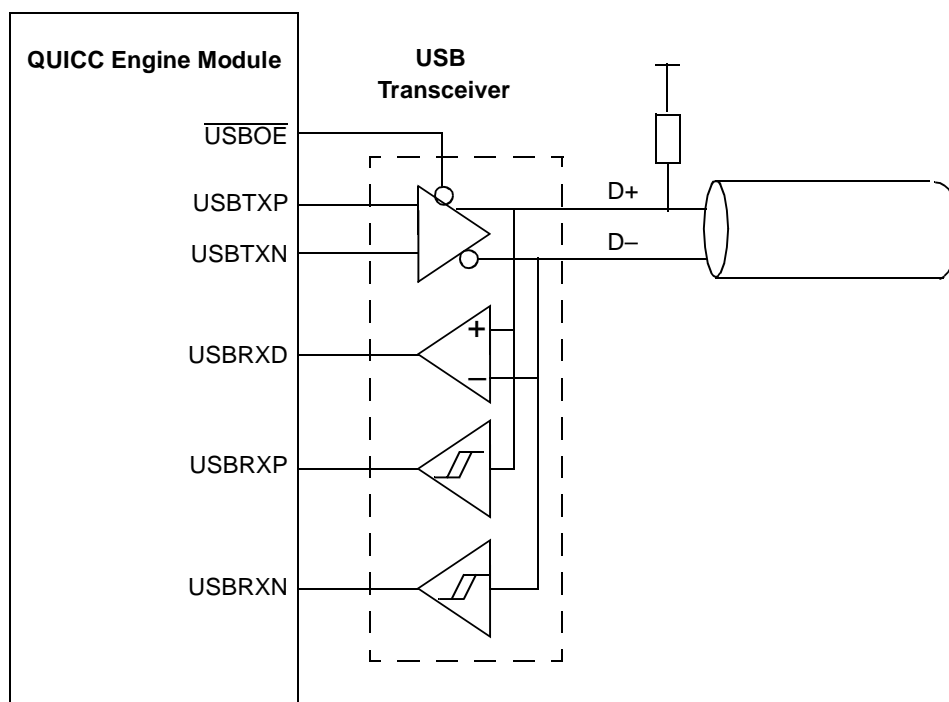 QUICC Engine Module
USB
Transceiver
USBOE
USBTXP
USBTXN
USBRXD
USBRXP
USBRXN
D+
D–
+
–